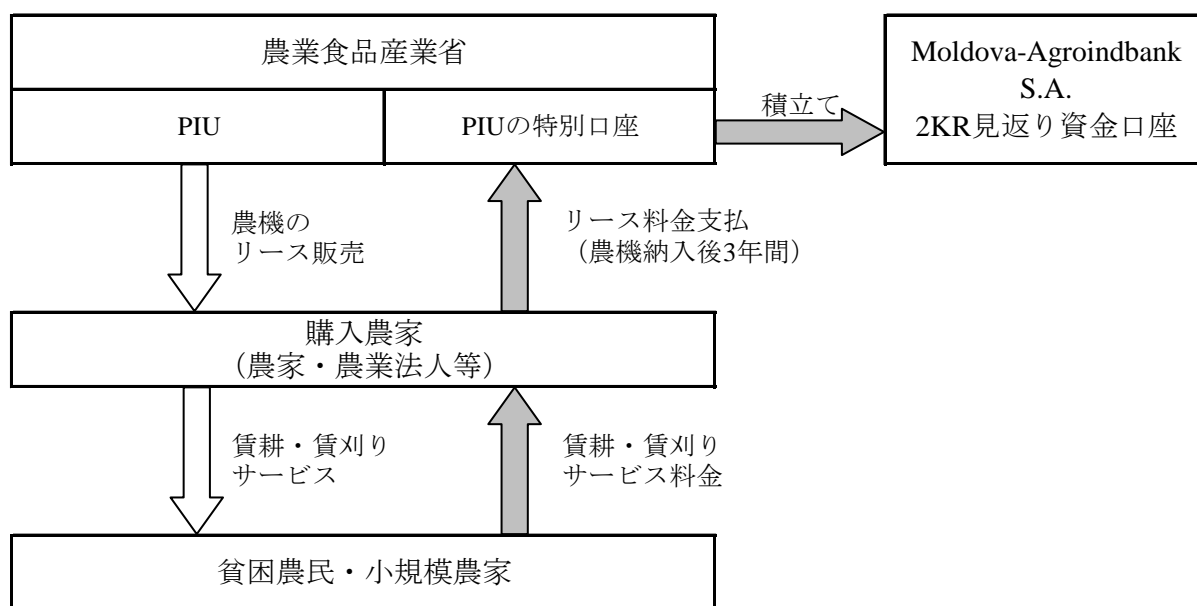 農業食品産業省
PIU
PIUの特別口座
積立て
Moldova-Agroindbank
S.A.
2KR見返り資金口座
農機の
リース販売
リース料金支払
（農機納入後3年間）
購入農家
（農家・農業法人等）
賃耕・賃刈り
サービス
賃耕・賃刈り
サービス料金
貧困農民・小規模農家